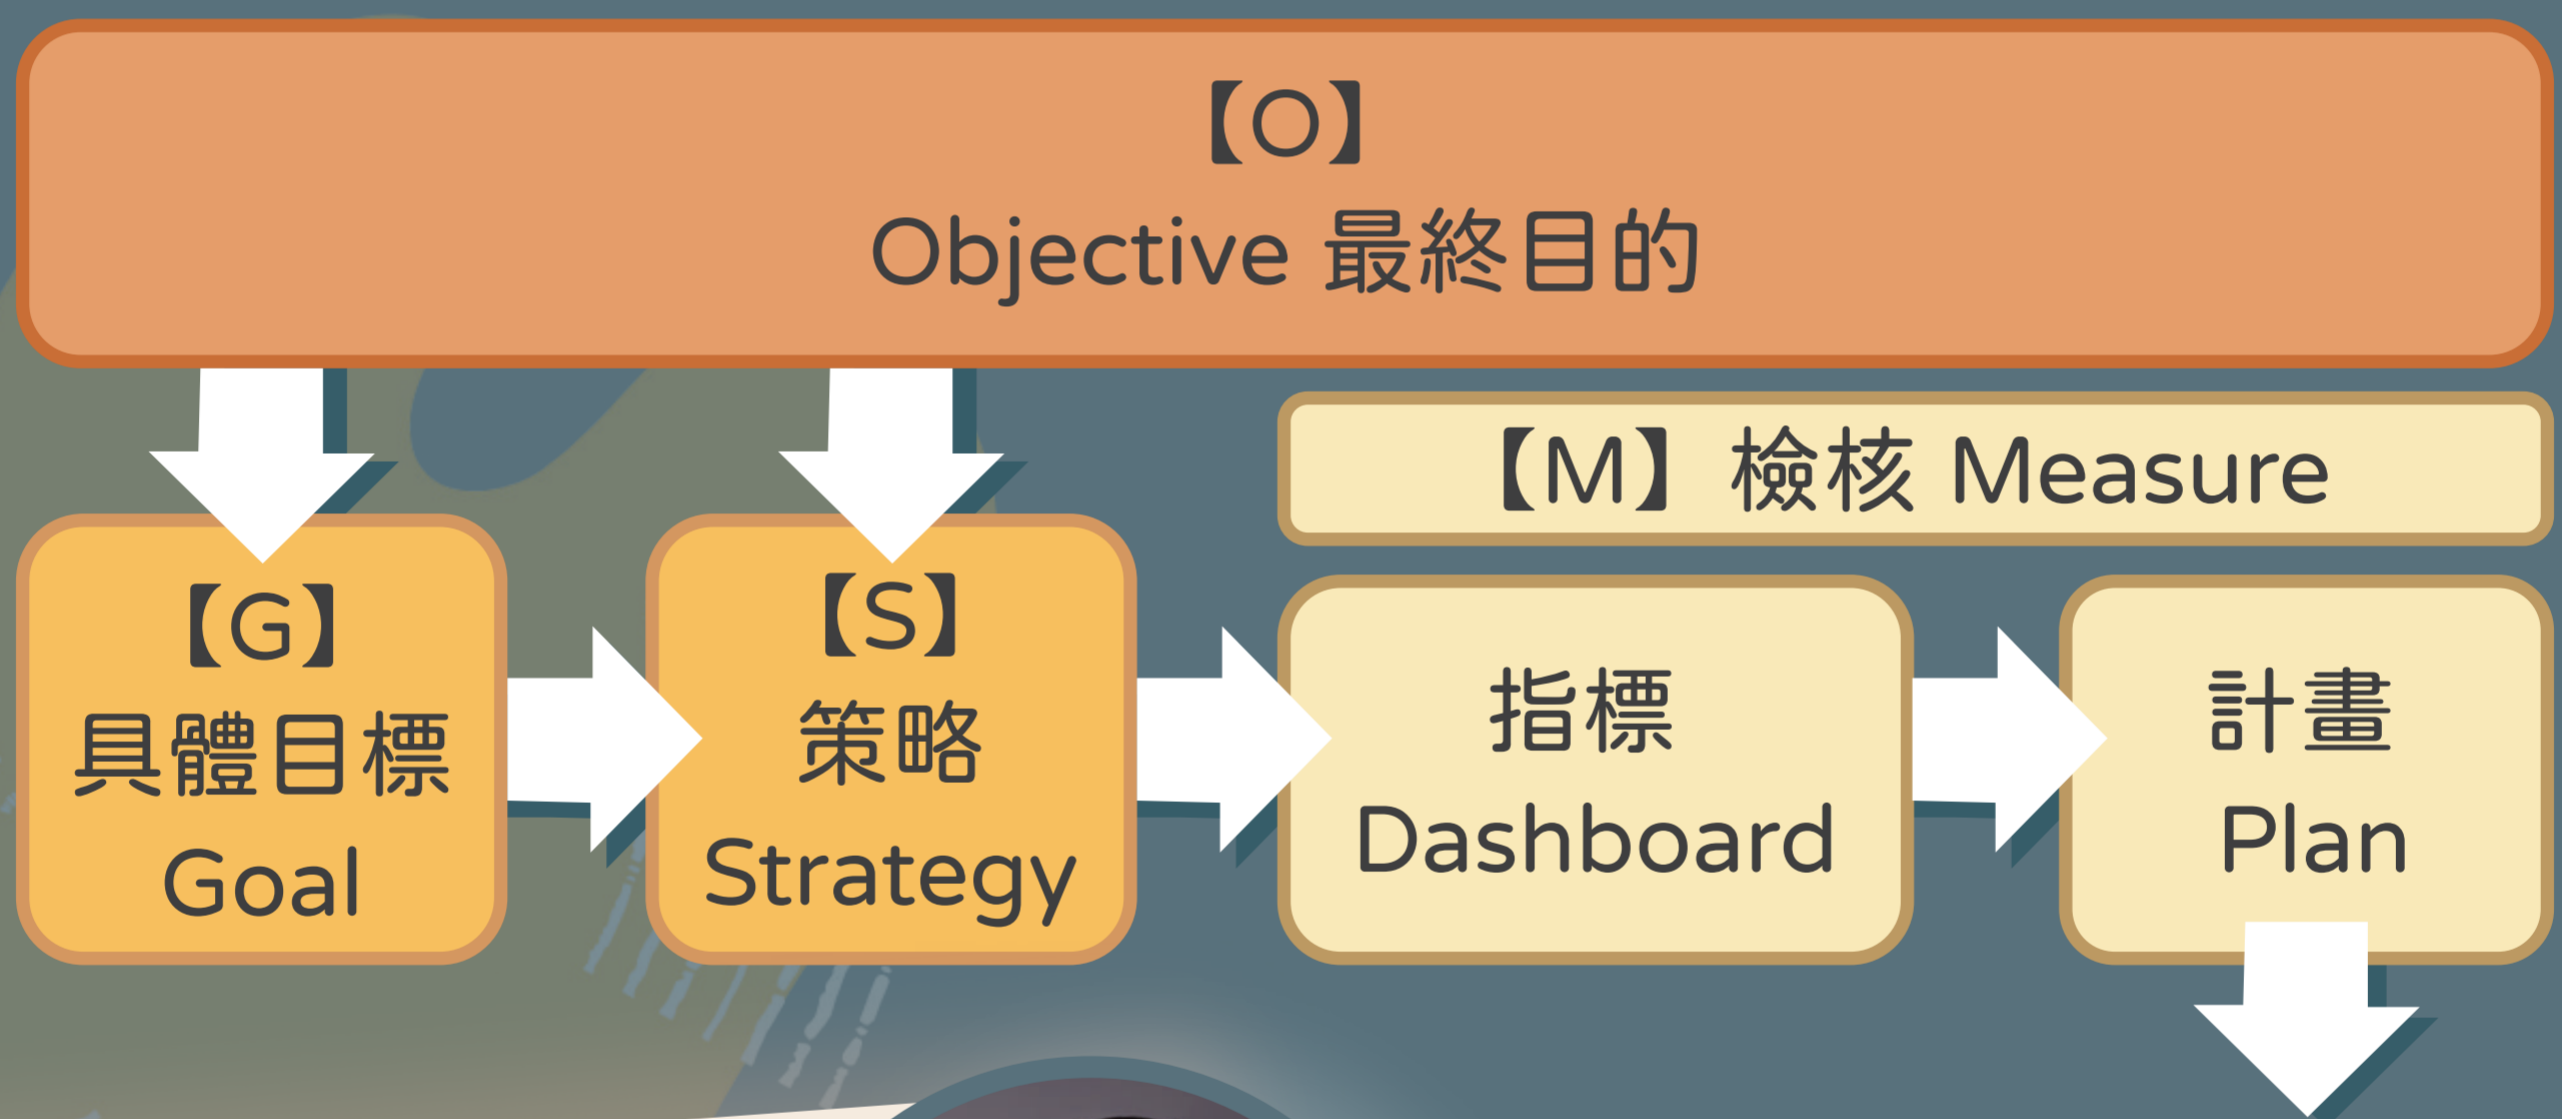 【O】
Objective 最終目的
【M】檢核 Measure
【G】
具體目標
Goal
【S】
策略
Strategy
指標
Dashboard
計畫
Plan